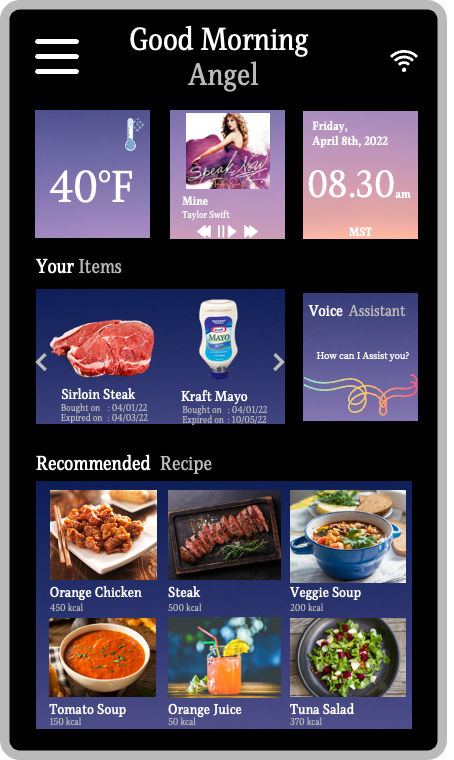 Good Morning
Angel
40°F
Speak Now
Mine
Taylor Swift
Friday,
April 8th, 2022
08.30 am
MST
Your Items
Kraft
MAYO
Sirloin Steak
Bought on : 04/01/22
Expired on : 04/03/22
Kraft Mayo
Bought on : 04/01/22
Expired on : 10/05/22
Voice Assistant
How can I Assist you?
Recommended Recipe
Orange Chicken
450 kcal
Steak
500 kcal
Veggie Soup
200 kcal
Tomato Soup
150 kcal
Orange Juice
50 kcal
Tuna Salad
370 kcal